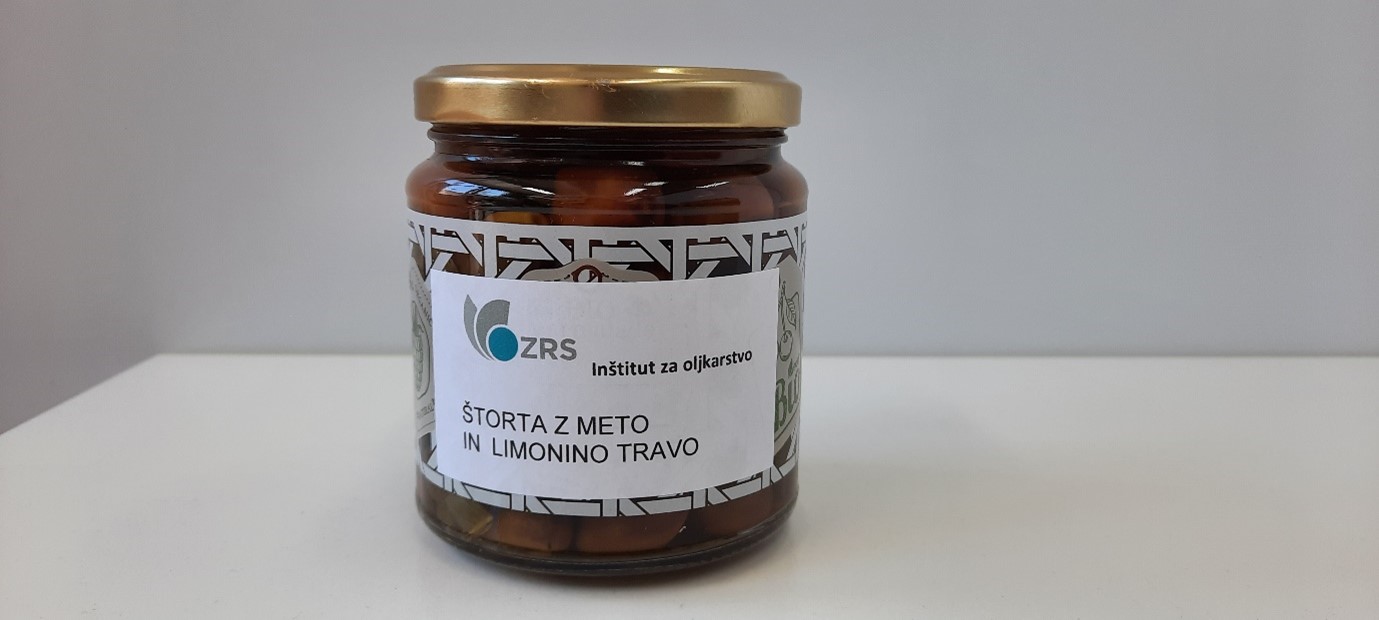 ZRS
Inštitut za oljkarstvo
ŠTORTA Z METO
IN LIMONINO TRAVO